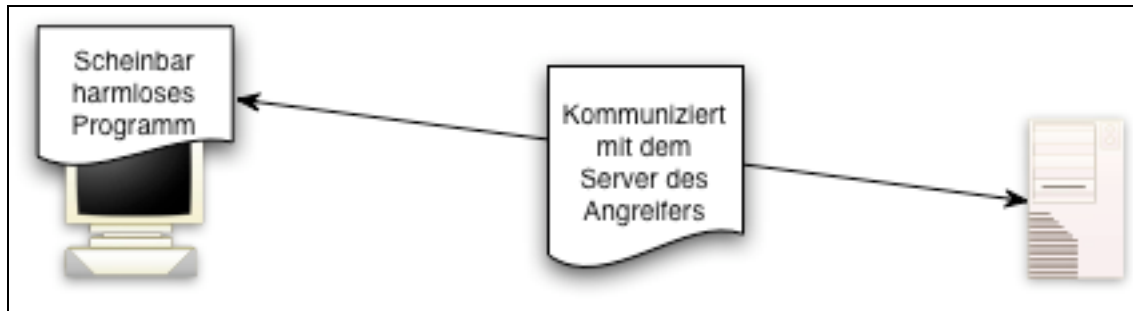 Scheinbar
harmloses
Programm
Kommuniziert
mit dem
Server des
Angreifers